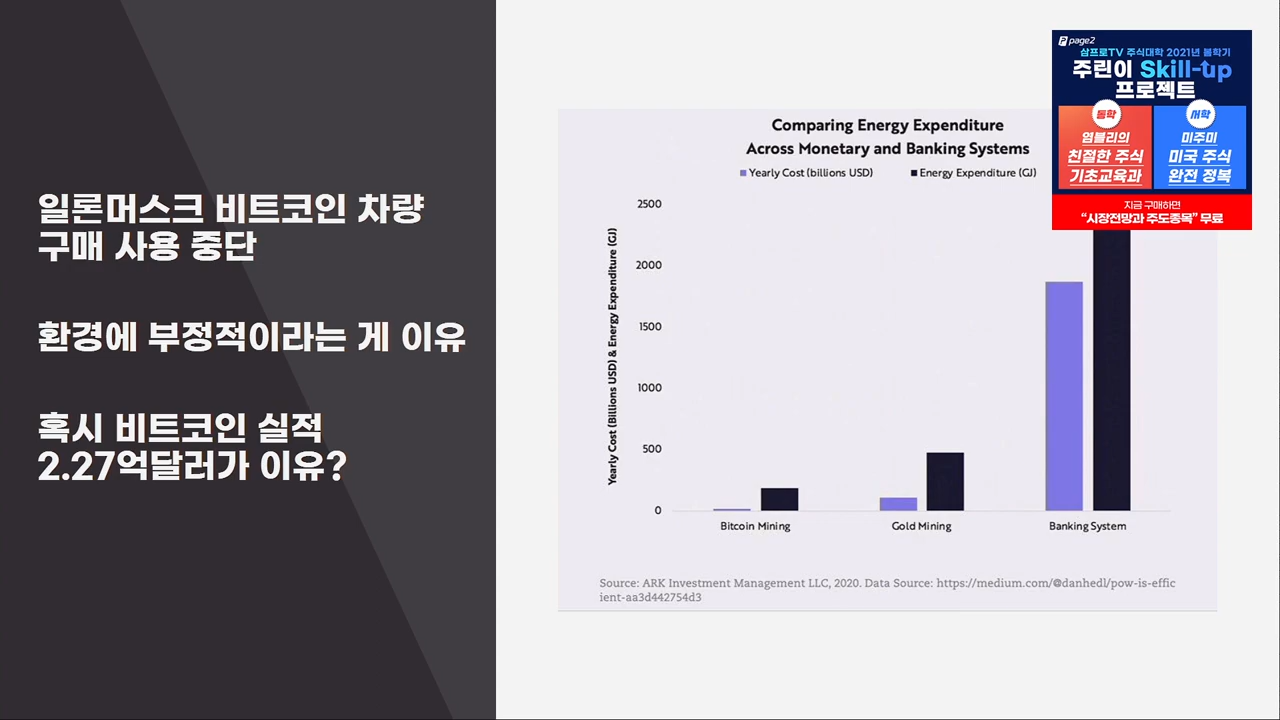 일론머스크 비트코인 차량
구매 사용 중단
환경에 부정적이라는 게 이유
혹시 비트코인 실적
2.27억달러가 이유?
Comparing Energy Expenditure
Across Monetary and Banking Systems
Yearly Cost (billions USD) Energy Expenditure (GJ)
Yearly Cost (Billions USD) & Energy Expenditure (GJ)
2500
2000
1500
1000
500
0
Bitcoin Mining Gold Mining Banking System
Source: ARK Investment Management LLC, 2020. Data Source: https://medium.com/@danhedl/pow-is-effic
ient-aa3d442754d3
page2
삼프로TV 주식대학 2021년 봄학기
주린이 Skill-up
프로젝트
동학
염블리의
친절한 주식
기초교육과
서학
미주미
미국 주식
완전 정복
지금 구매하면
“시장전망과 주도종목” 무료